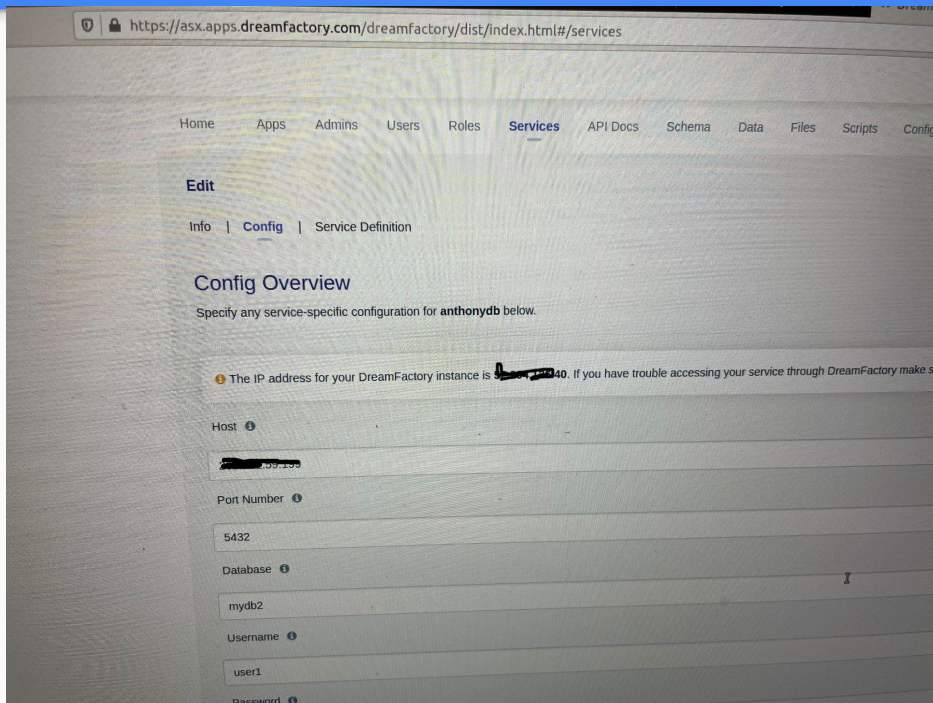 https://asx.apps.dreamfactory.com/dreamfactory/dist/index.html#/services
Home Apps Admins Users Roles Services API Docs Schema Data Files Scripts Config
Edit
Info | Config | Service Definition
Config Overview
Specify any service-specific configuration for anthonydb below.
The IP address for your DreamFactory instance is 40. If you have trouble accessing your service through DreamFactory make s
Host
Port Number
5432
Database
mydb2
Username
user1
Password